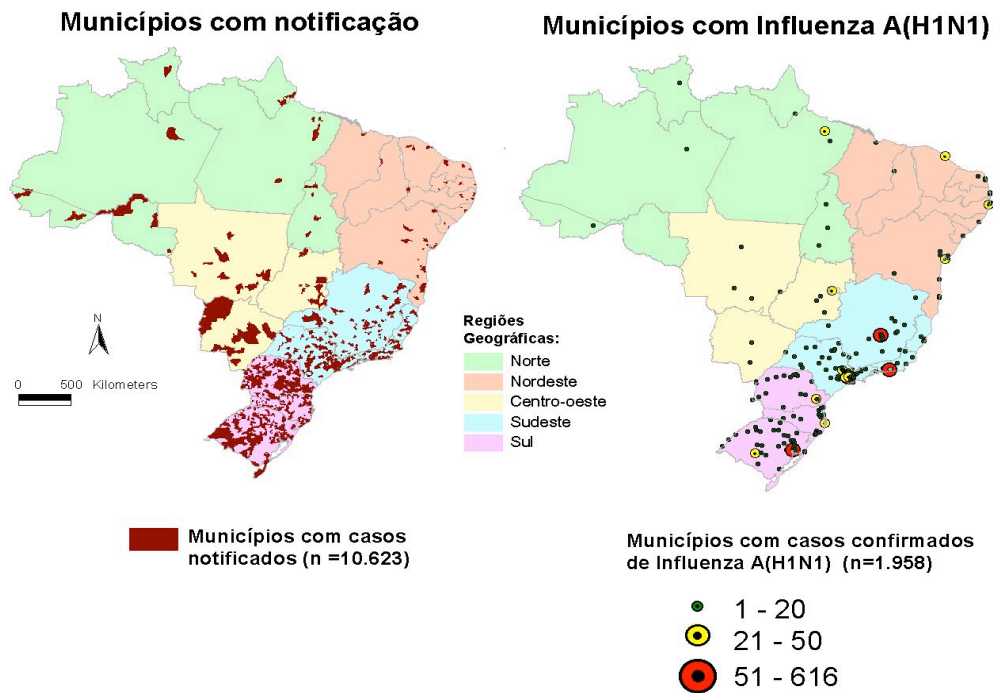 Municípios com notificação
Municípios com Influenza A(H1N1)
N
0 500 Kilometers
Regiões
Geográficas:
Norte
Nordeste
Centro-oeste
Sudeste
Sul
Municípios com casos
notificados (n =10.623)
Municípios com casos confirmados
de Influenza A(H1N1) (n=1.958)
1 - 20
21 - 50
51 - 616